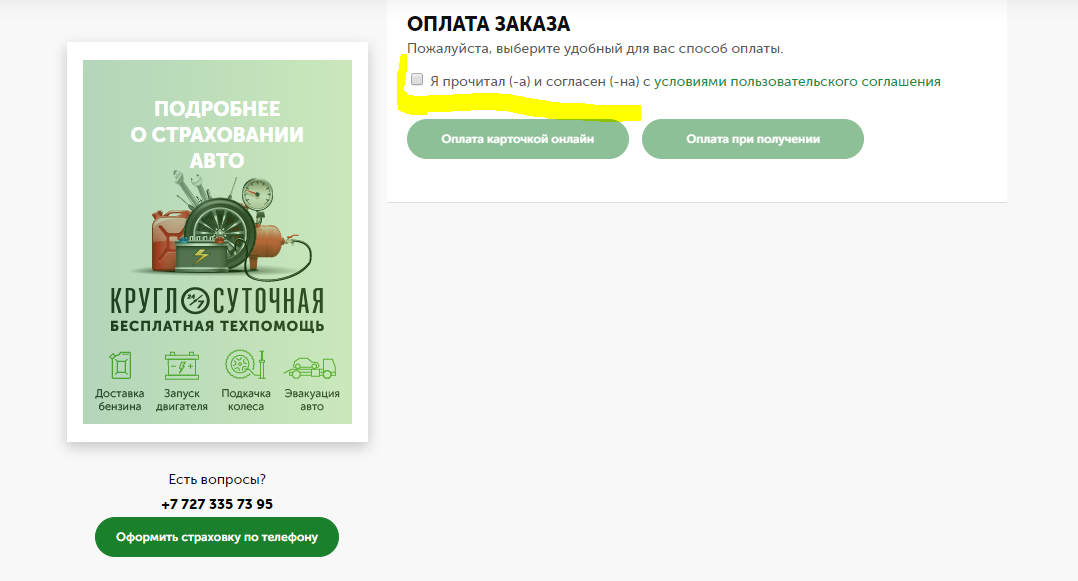 ОПЛАТА ЗАКАЗА
Пожалуйста, выберите удобный для вас способ оплаты.
Я прочитал (-а) и согласен (-на) с условиями пользовательского соглашения
Оплата карточкой онлайн
Оплата при получении
ПОДРОБНЕЕ
О СТРАХОВАНИИ
АВТО
КРУГЛ 24/7 СУТОЧНАЯ
БЕСПЛАТНАЯ ТЕХПОМОЩЬ
Доставка
бензина
Запуск
двигателя
Подкачка
колеса
Эвакуация
авто
Есть вопросы?
+7 727 335 73 95
Оформить страховку по телефону